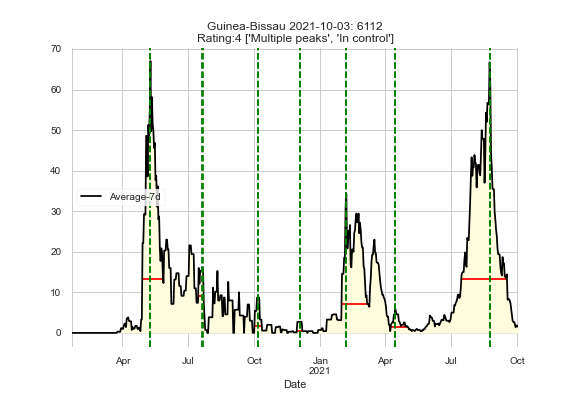 Guinea-Bissau 2021-10-03: 6112
Rating:4 ['Multiple peaks', 'In control']
70
60
50
40
30
20
10
0
Average-7d
Apr
Jul
Oct
Jan
2021
Apr
Jul
Oct
Date